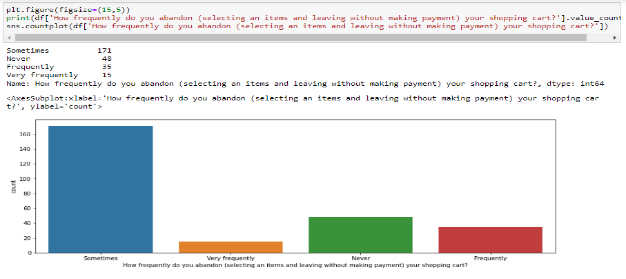 plt.figure(figsize=(15,5))
print(df['How frequently do you abandon (selecting an items and leaving without making payment) your shopping cart?'].value_count
sns.countplot(df['How frequently do you abandon (selecting an items and leaving without making payment) your shopping cart?'])
Sometimes 171
Never 48
Frequently 35
Very frequently 15
Name: How frequently do you abandon (selecting an items and leaving without making payment) your shopping cart?, dtype: int64
<AxesSubplot:xlabel='How frequently do you abandon (selecting an items and leaving without making payment) your shopping car
t?', ylabel='count'>
160
140
120
100
80
60
40
20
0
count
Sometimes Very frequently Never Frequently
How frequently do you abandon (selecting an items and leaving without making payment) your shopping cart?